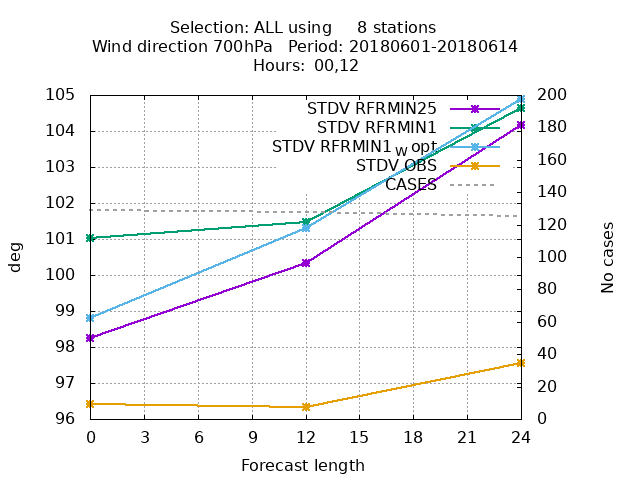 Selection: ALL using     8 stations
Wind direction 700hPa   Period: 20180601-20180614
Hours:  00,12
105
104
103
102
101
100
99
98
97
96
deg
200
180
160
140
120
100
80
60
40
20
0
No cases
STDV RFRMIN25
STDV RFRMIN1
STDV RFRMIN1wopt
STDV OBS
CASES
0 3 6 9 12 15 18 21 24
Forecast length